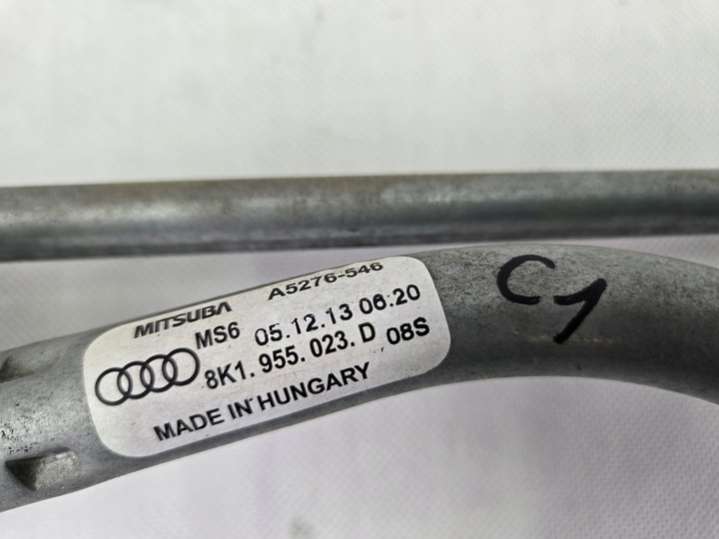 MITSUBA A5276-546
MS6 05.12.13 06:20
8K1.955.023.D 08S
MADE IN HUNGARY
C1